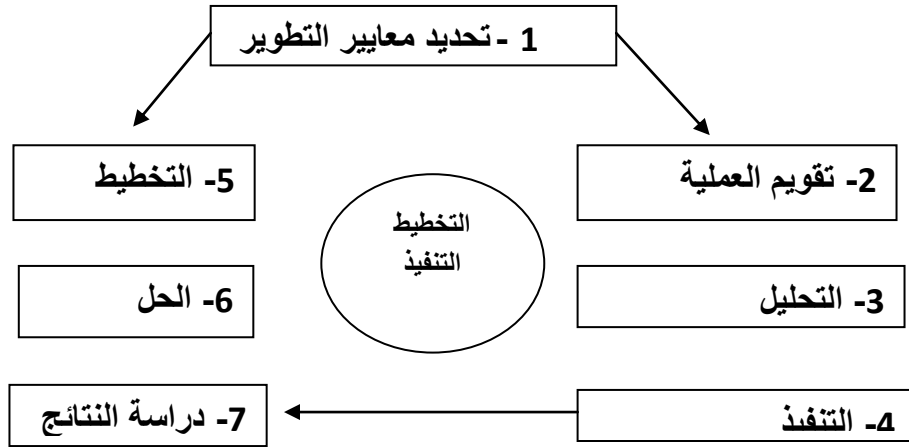 1 - تحديد معايير التطوير
2- تقويم العملية
5- التخطيط
التخطيط
التنفيذ
3- التحليل
6- الحل
4- التنفيذ
7- دراسة النتائج